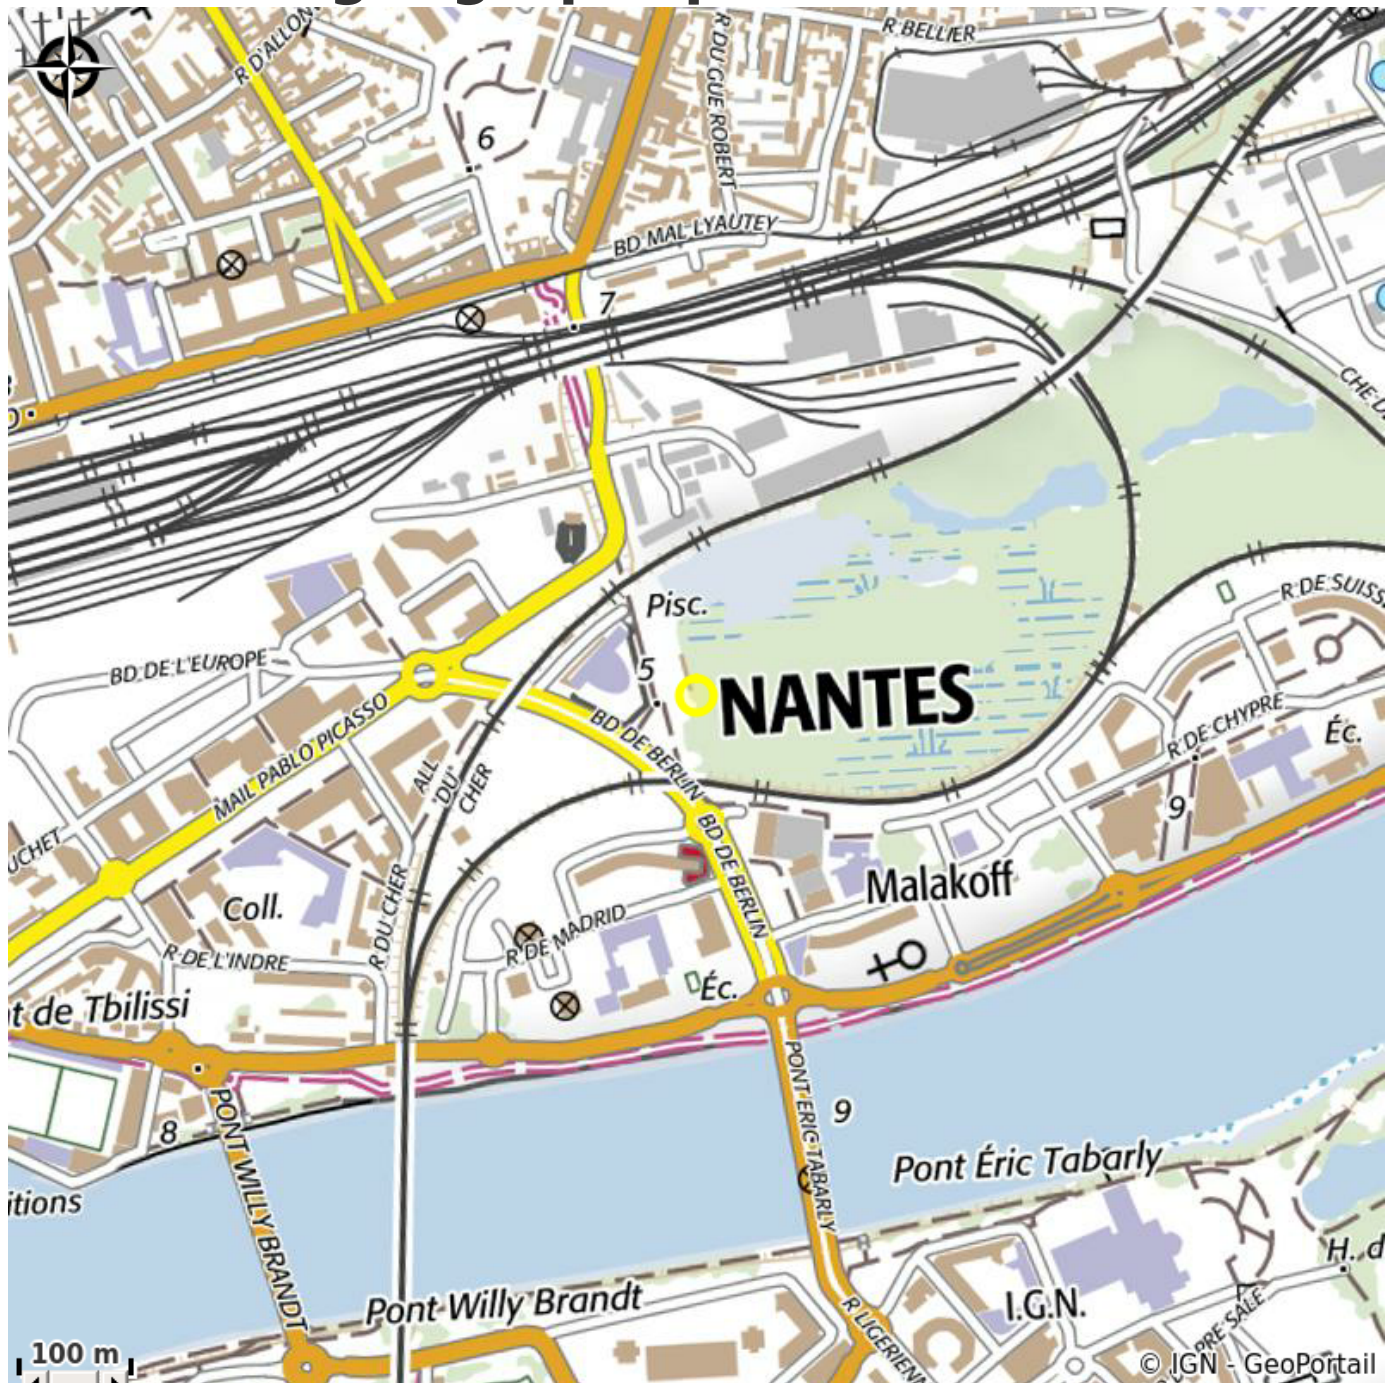 R D'ALLON
R BELLIER
R DU GUE ROBERT
6
BD MAL LYAUTEY
7
CHE D
Pisc.
R DE SUISS
BD DE L'EUROPE
5
NANTES
MAIL PABLO PICASSO
BD DE BERLIN
R DE CHYPRE
Éc.
ALL
"DU"
CHER
9
UCHET
BD DE BERLIN
Malakoff
Coll.
R DU CHER
R DE MADRID
R DE L'INDRE
Éc.
t de Tbilissi
PONT ERIC TABARLY
9
8
PONT WILLY BRANDT
Pont Éric Tabarly
itions
H. d
Pont Willy Brandt
I.G.N.
R LIGERIENN
PRE SALE
100 m
© IGN - GeoPortail